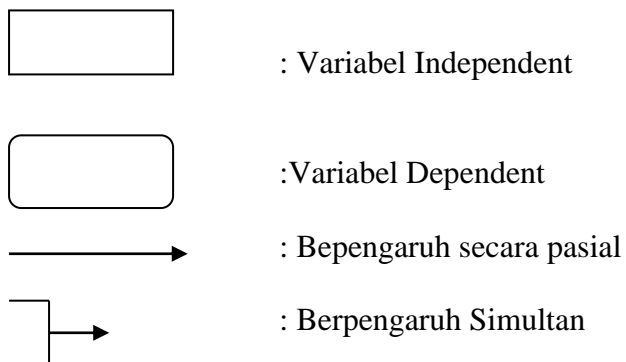 : Variabel Independent
:Variabel Dependent
: Bepengaruh secara pasial
: Berpengaruh Simultan